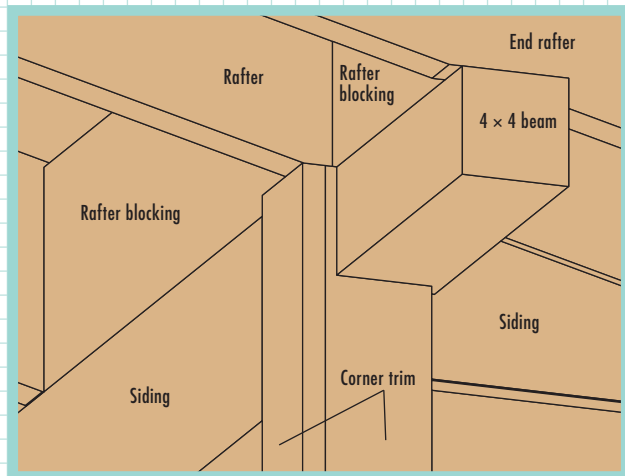 End rafter
Rafter
Rafter
blocking
4 × 4 beam
Rafter blocking
Siding
Corner trim
Siding